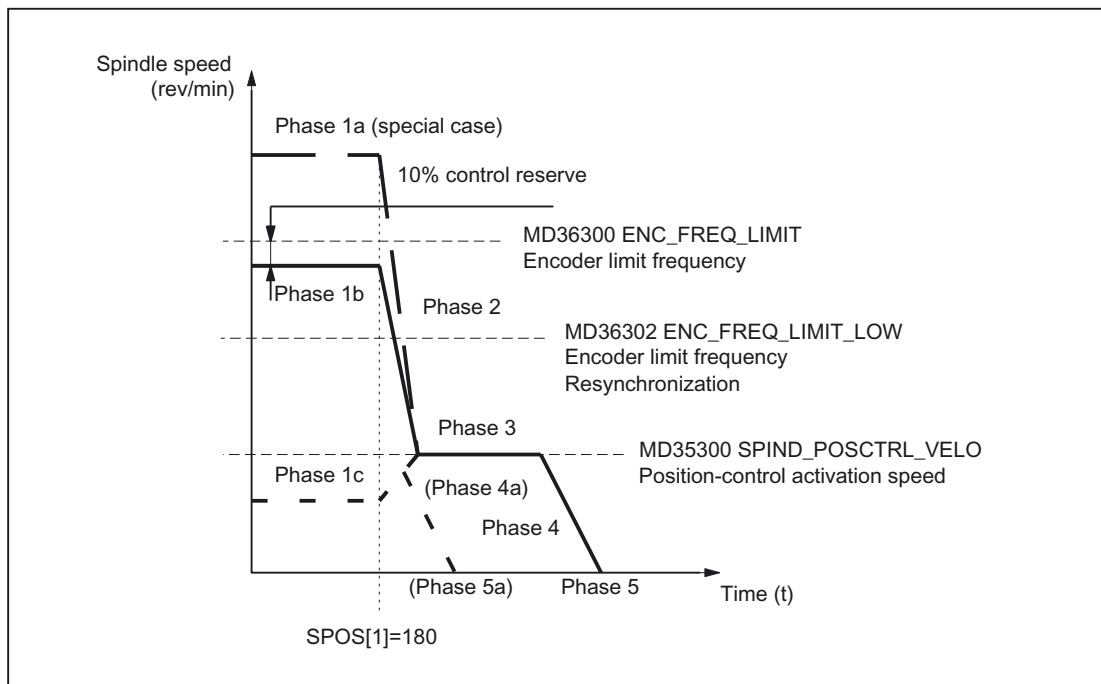 Spindle speed
(rev/min)
Phase 1a (special case)
10% control reserve
MD36300 ENC_FREQ_LIMIT
Encoder limit frequency
Phase 1b
Phase 2
MD36302 ENC_FREQ_LIMIT_LOW
Encoder limit frequency
Resynchronization
Phase 3
MD35300 SPIND_POSCTRL_VELO
Position-control activation speed
Phase 1c
(Phase 4a)
Phase 4
(Phase 5a)
Phase 5
Time (t)
SPOS[1]=180